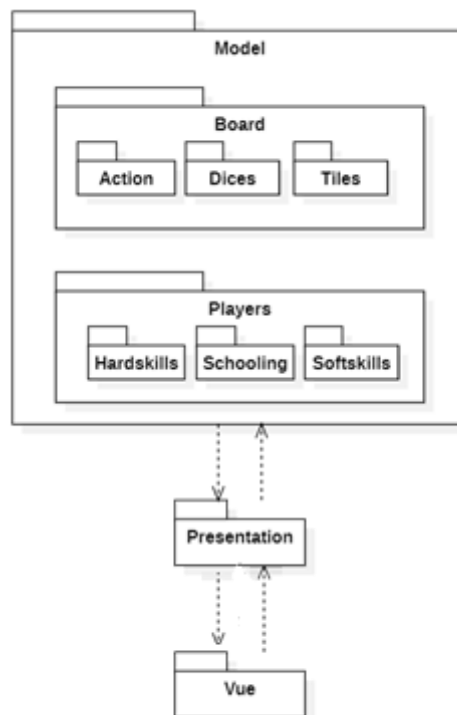 Model
Board
Action Dices Tiles
Players
Hardskills Schooling Softskills
Presentation
Vue